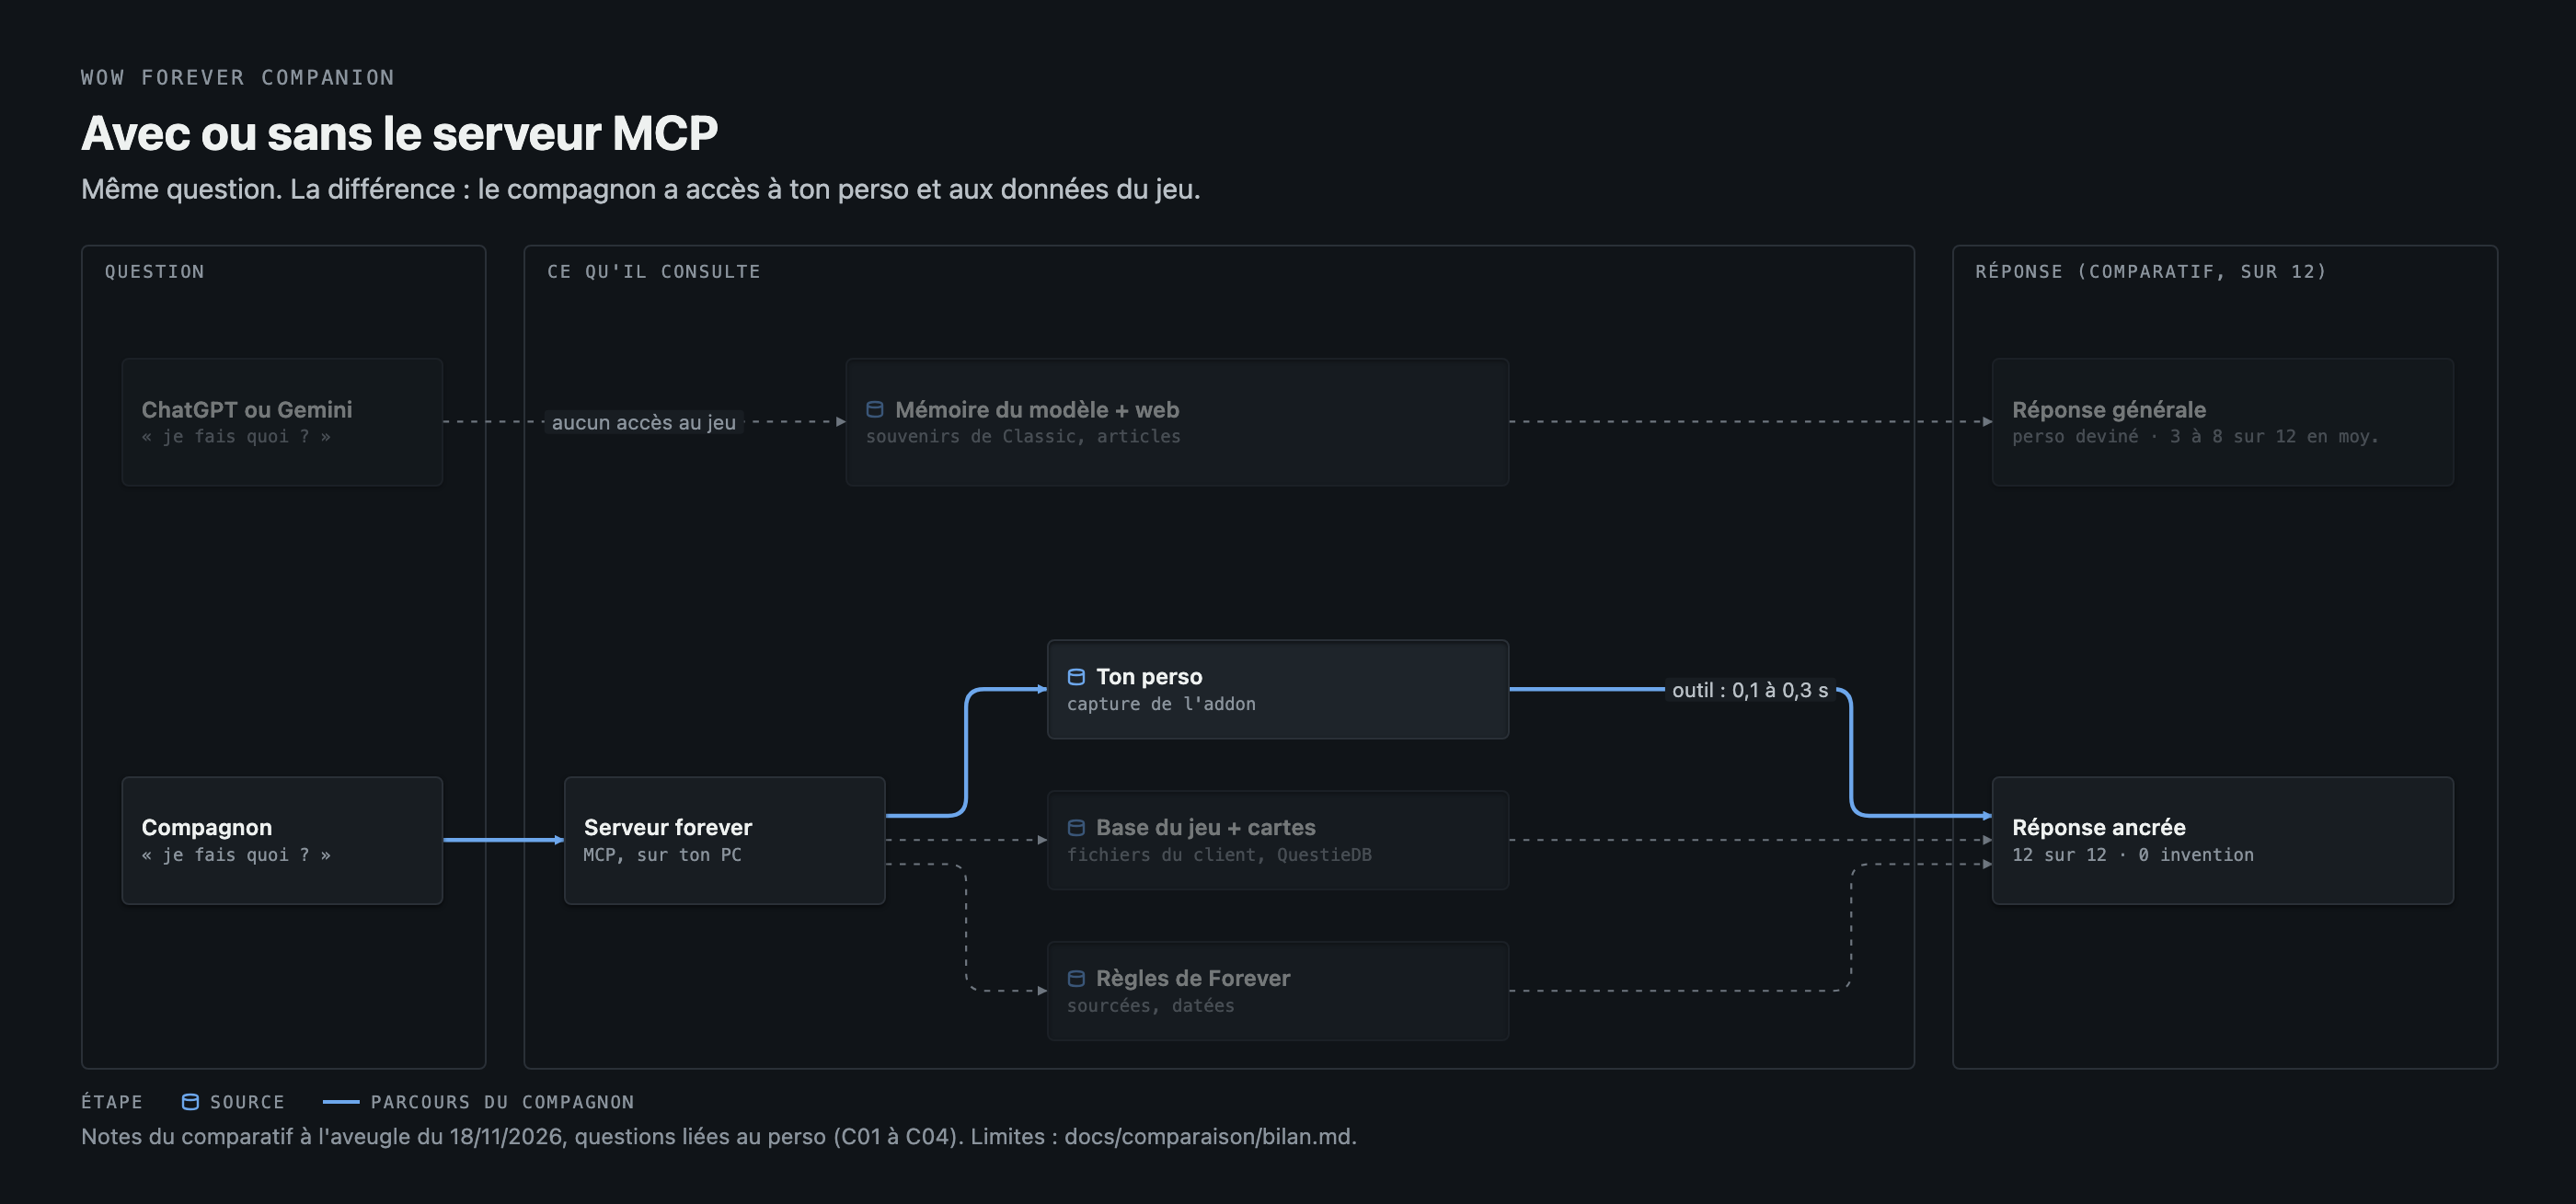 WOW FOREVER COMPANION
Avec ou sans le serveur MCP
Même question. La différence : le compagnon a accès à ton perso et aux données du jeu.
QUESTION
CE QU'IL CONSULTE
RÉPONSE (COMPARATIF, SUR 12)
ChatGPT ou Gemini
« je fais quoi ? »
aucun accès au jeu
Mémoire du modèle + web
souvenirs de Classic, articles
Réponse générale
perso deviné · 3 à 8 sur 12 en moy.
Ton perso
capture de l'addon
outil : 0,1 à 0,3 s
Compagnon
« je fais quoi ? »
Serveur forever
MCP, sur ton PC
Base du jeu + cartes
fichiers du client, QuestieDB
Réponse ancrée
12 sur 12 · 0 invention
Règles de Forever
sourcées, datées
ÉTAPE SOURCE PARCOURS DU COMPAGNON
Notes du comparatif à l'aveugle du 18/11/2026, questions liées au perso (C01 à C04). Limites : docs/comparaison/bilan.md.